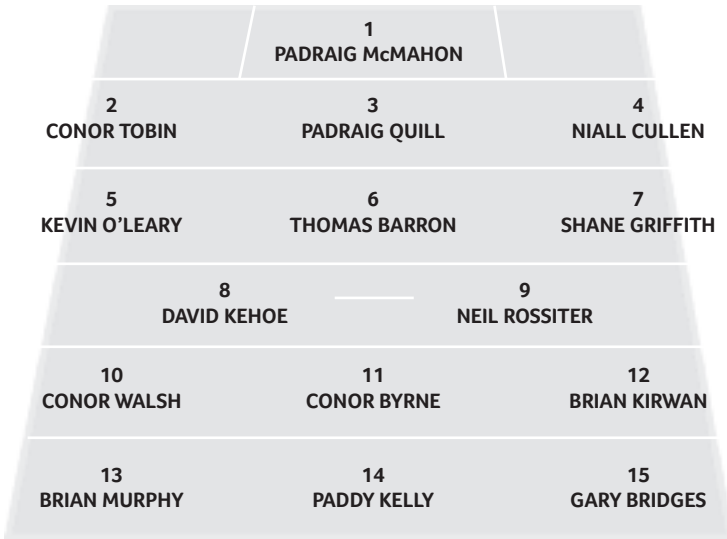 1
PADRAIG McMAHON
2
CONOR TOBIN
3
PADRAIG QUILL
4
NIALL CULLEN
5
KEVIN O’LEARY
6
THOMAS BARRON
7
SHANE GRIFFITH
8
DAVID KEHOE
9
NEIL ROSSITER
10
CONOR WALSH
11
CONOR BYRNE
12
BRIAN KIRWAN
13
BRIAN MURPHY
14
PADDY KELLY
15
GARY BRIDGES